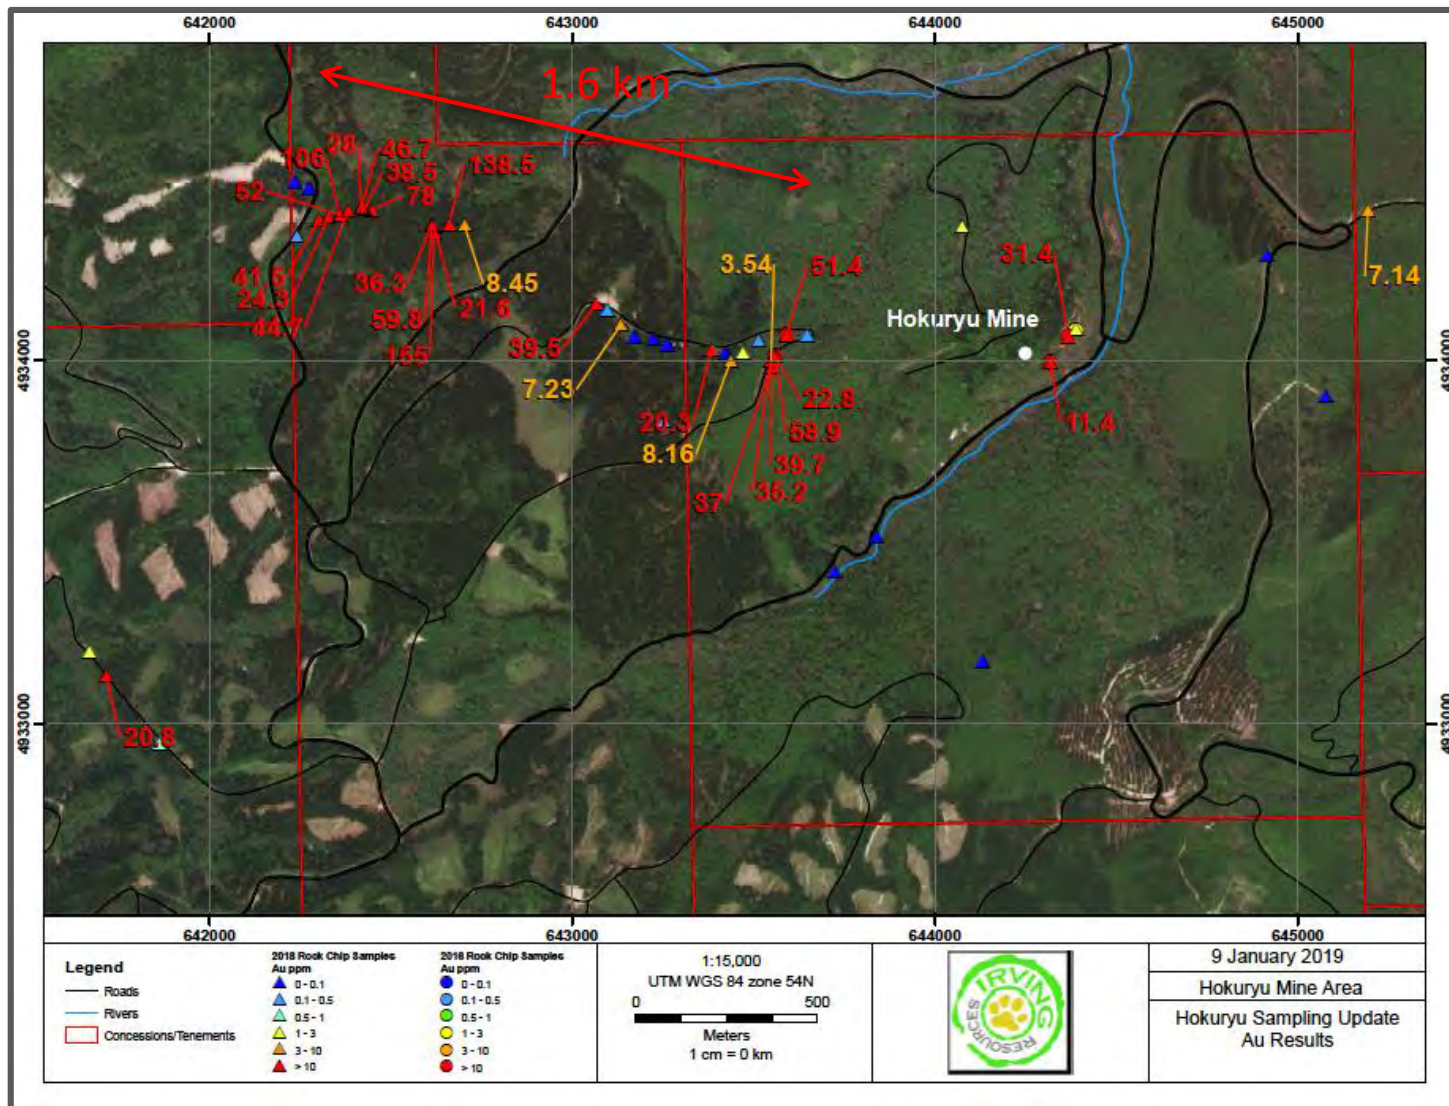 642000
643000
644000
645000
1.6 km
28
46.7
138.5
106
38.5
52
78
41.5
36.3
8.45
3.54
51.4
31.4
7.14
24.3
59.8
21 6
44.7
155
39.5
Hokuryu Mine
4934000
4934000
7.23
22.8
20.3
58.9
11.4
8.16
39.7
37
35.2
4933000
4933000
20.8
642000
643000
644000
645000
Legend
Roads
Rivers
Concessions/Tenements
2018 Rock Chip Samples
Au ppm
0 - 0.1
0.1 - 0.5
0.5 - 1
1 - 3
3 - 10
> 10
2018 Rock Chip Samples
Au ppm
0 - 0.1
0.1 - 0.5
0.5 - 1
1 - 3
3 - 10
> 10
1:15,000
UTM WGS 84 zone 54N
0 500
Meters
1 cm = 0 km
IRVING
RESOURCES
9 January 2019
Hokuryu Mine Area
Hokuryu Sampling Update
Au Results